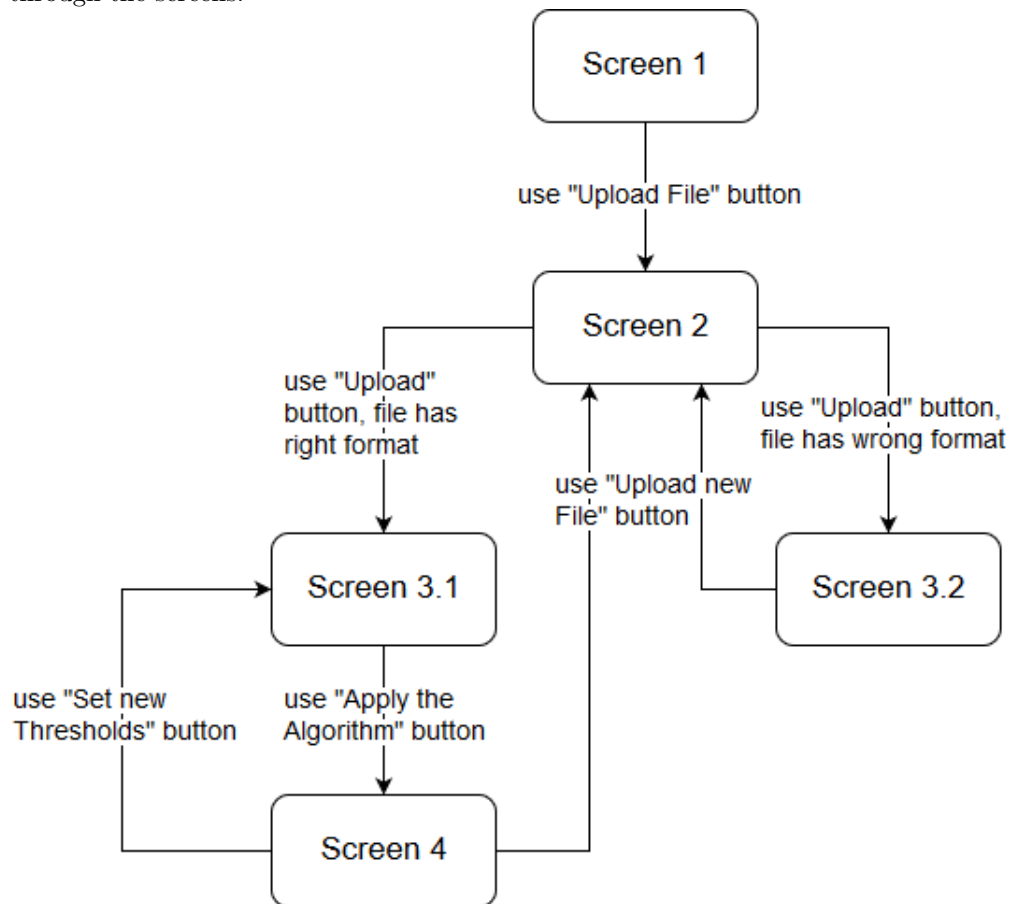 through the screens.
Screen 1
use "Upload File" button
Screen 2
use "Upload"
button, file has
right format
use "Upload" button,
file has wrong format
use "Upload new
File" button
Screen 3.1
Screen 3.2
use "Set new
Thresholds" button
use "Apply the
Algorithm" button
Screen 4